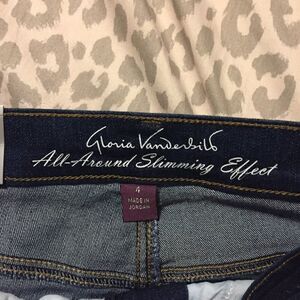 Gloria Vanderbilt
All-Around Slimming Effect
4
MADE IN
JORDAN